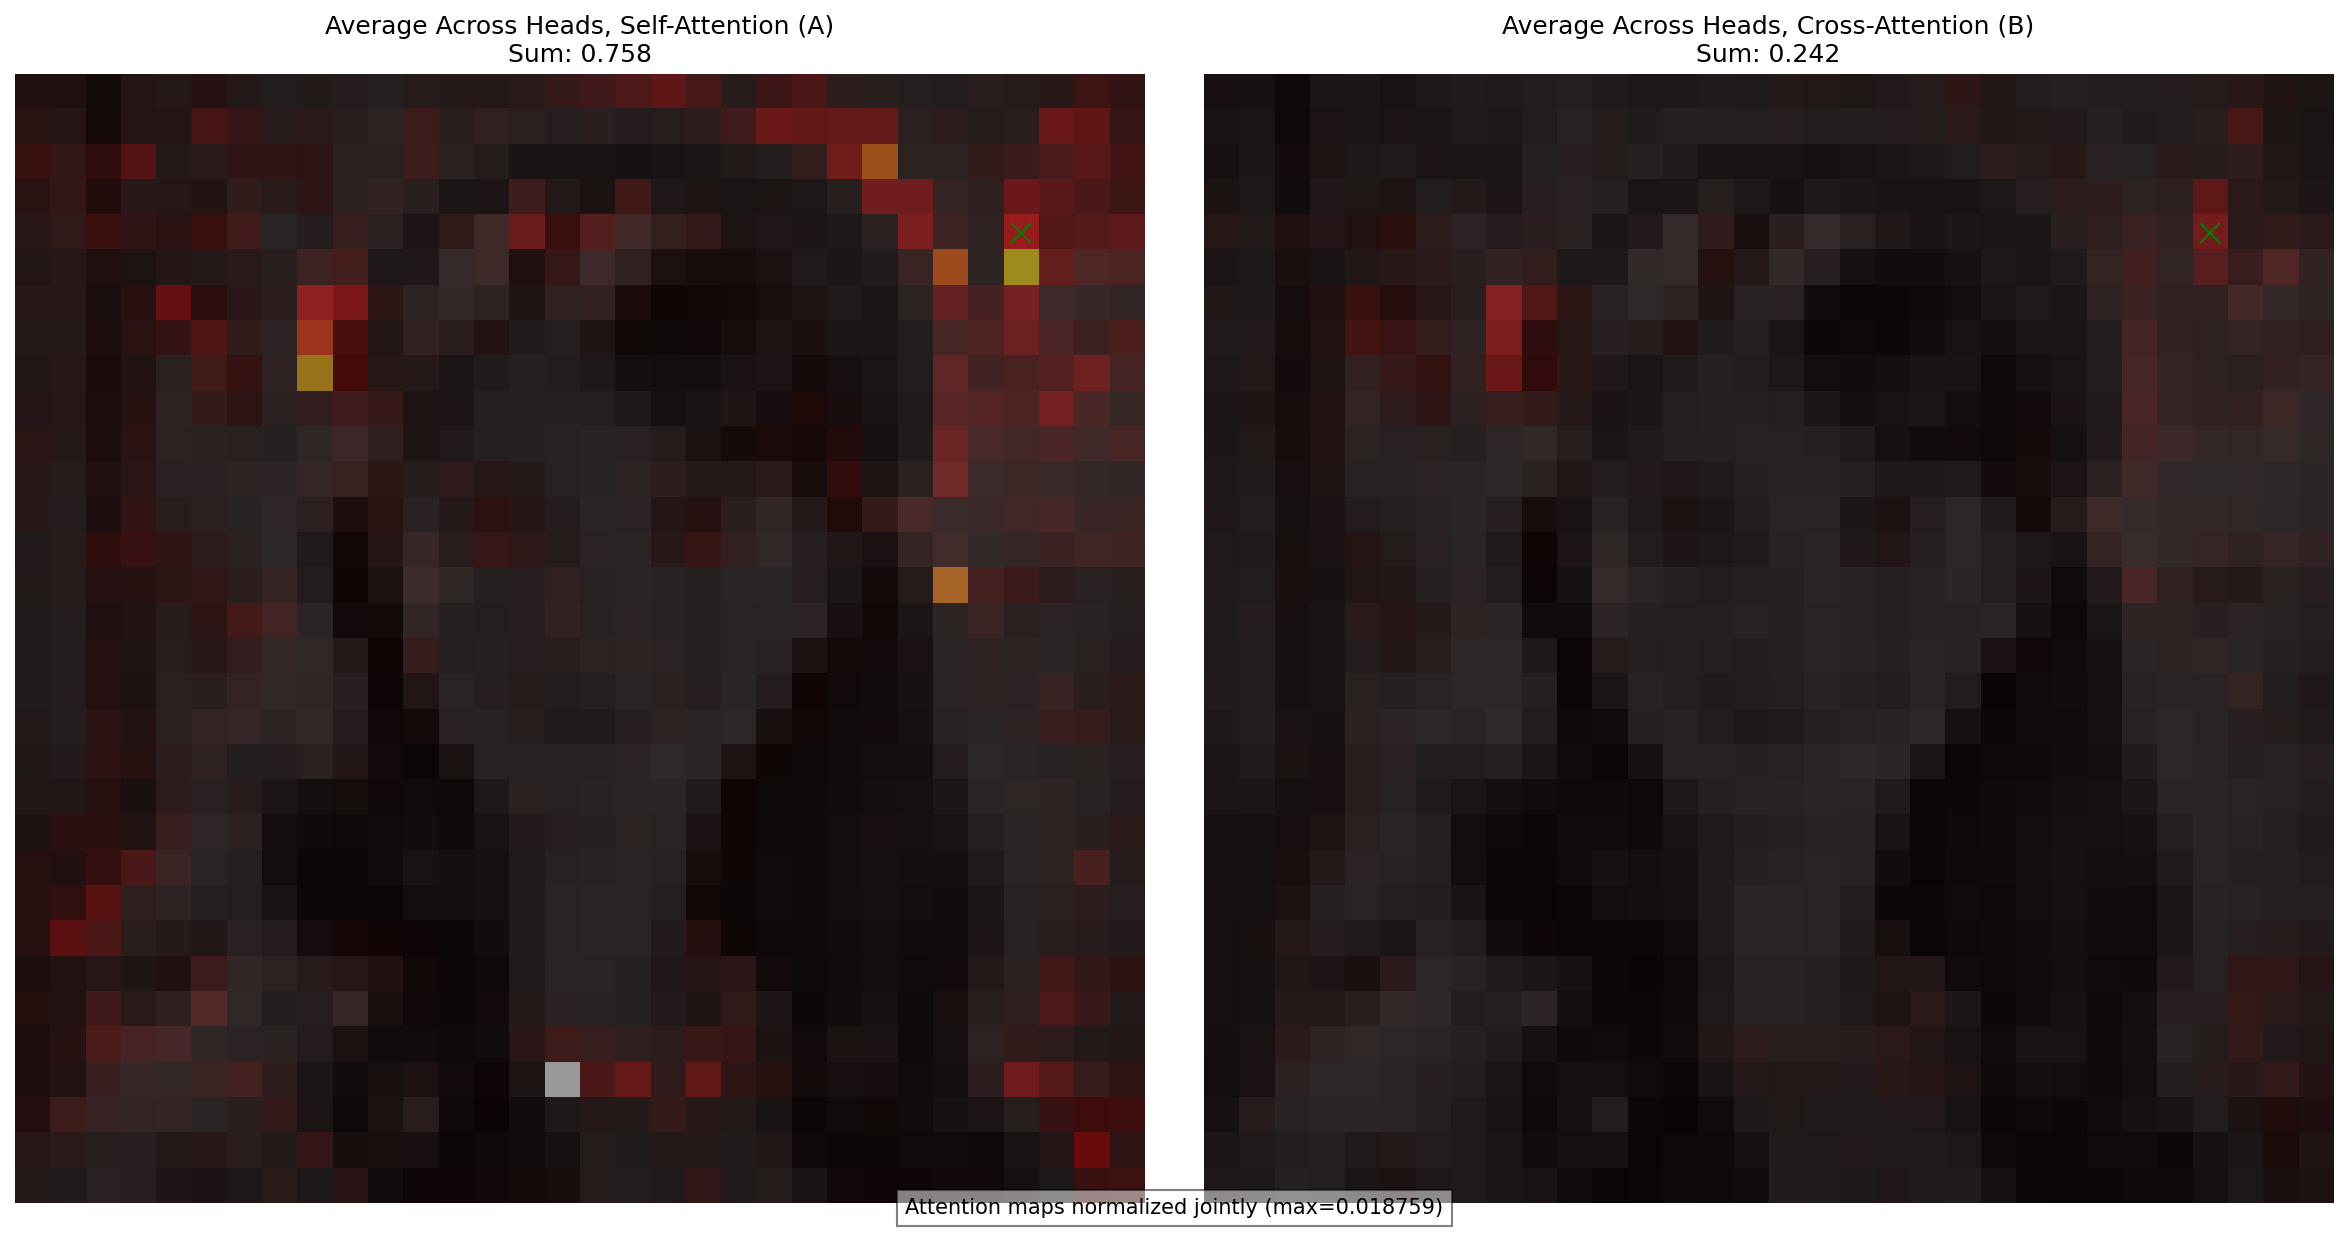 Average Across Heads, Self-Attention (A)
Sum: 0.758
Average Across Heads, Cross-Attention (B)
Sum: 0.242
Attention maps normalized jointly (max=0.018759)